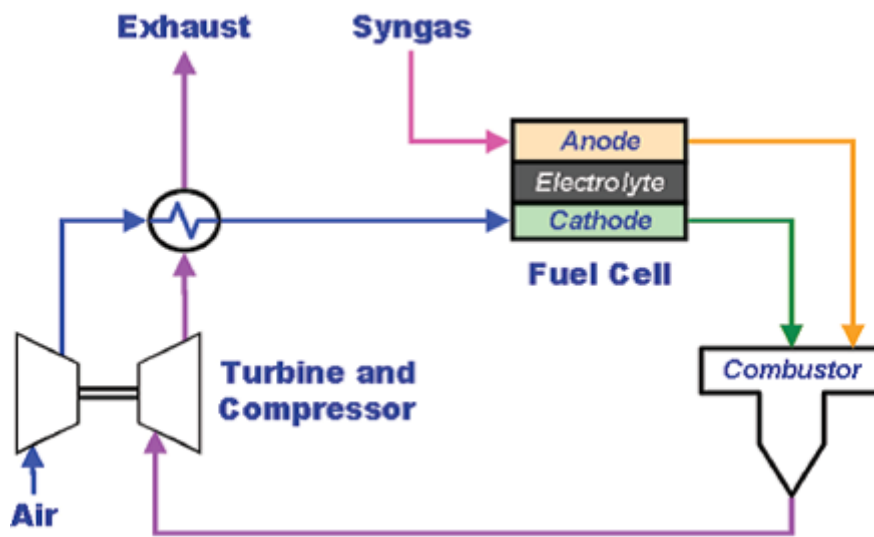 Exhaust
Syngas
Anode
Electrolyte
Cathode
Fuel Cell
Turbine and
Compressor
Combustor
Air